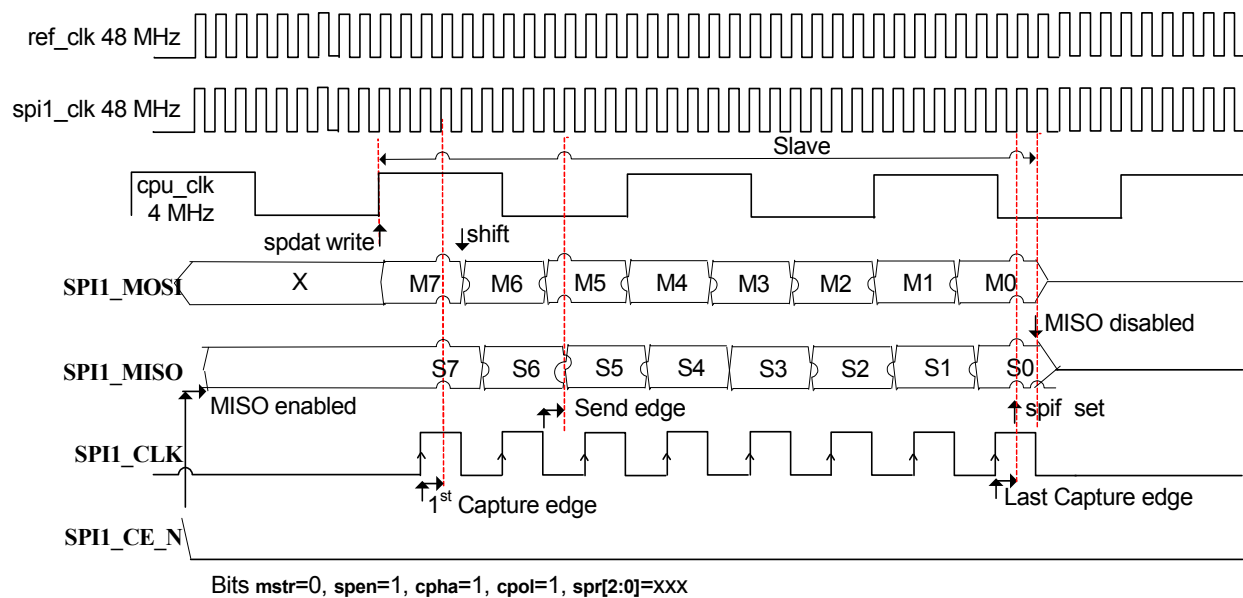 ref_clk 48 MHz
spi1_clk 48 MHz
Slave
cpu_clk
4 MHz
spdat write
shift
SPI1_MOSI X M7 M6 M5 M4 M3 M2 M1 M0
MISO disabled
SPI1_MISO S7 S6 S5 S4 S3 S2 S1 S0
MISO enabled
Send edge
spif set
SPI1_CLK
1st Capture edge
Last Capture edge
SPI1_CE_N
Bits mstr=0, spen=1, cpha=1, cpol=1, spr[2:0]=xxx